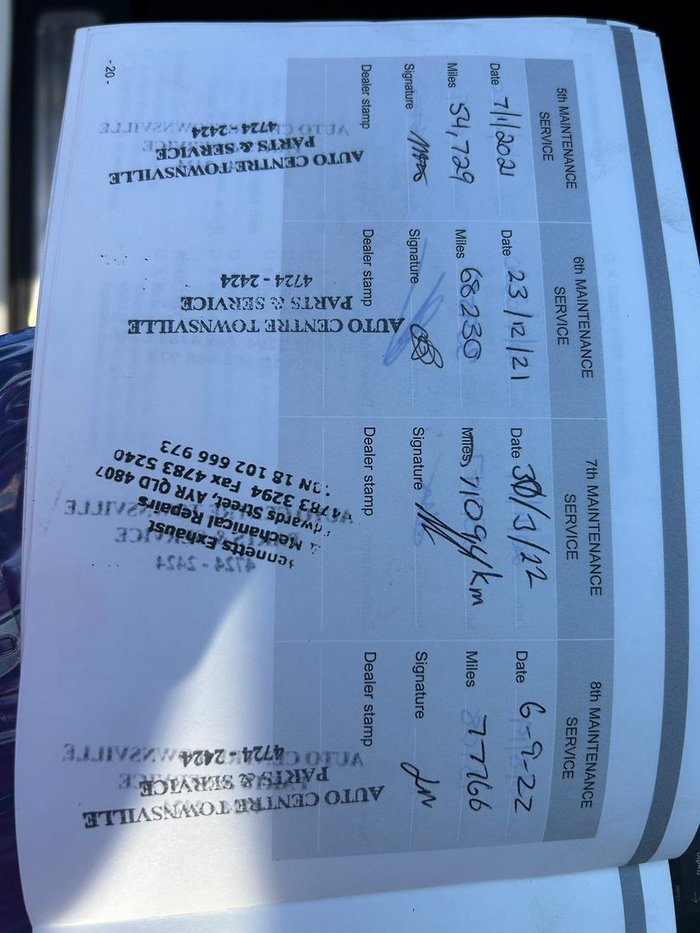 5th MAINTENANCE
SERVICE
Date 7/1/2021
Miles 54,729
Signature
Dealer stamp
AUTO CENTRE TOWNSVILLE
PARTS & SERVICE
4724-2424
6th MAINTENANCE
SERVICE
Date 23/12/21
Miles 68230
Signature
Dealer stamp
AUTO CENTRE TOWNSVILLE
PARTS & SERVICE
4724 - 2424
7th MAINTENANCE
SERVICE
Date 30/3/22
Miles, 71094/km
Signature
Dealer stamp
ennetts Exhaust
Mechanical Repairs
wards Street, AYR QLD 4807
4783 3294 Fax 4783 5240
N 18 102 666 973
8th MAINTENANCE
SERVICE
Date 6-9-22
Miles 77766
Signature
Dealer stamp
AUTO CENTRE TOWNSVILLE
PARTS & SERVICE
4724-2424
- 20 -